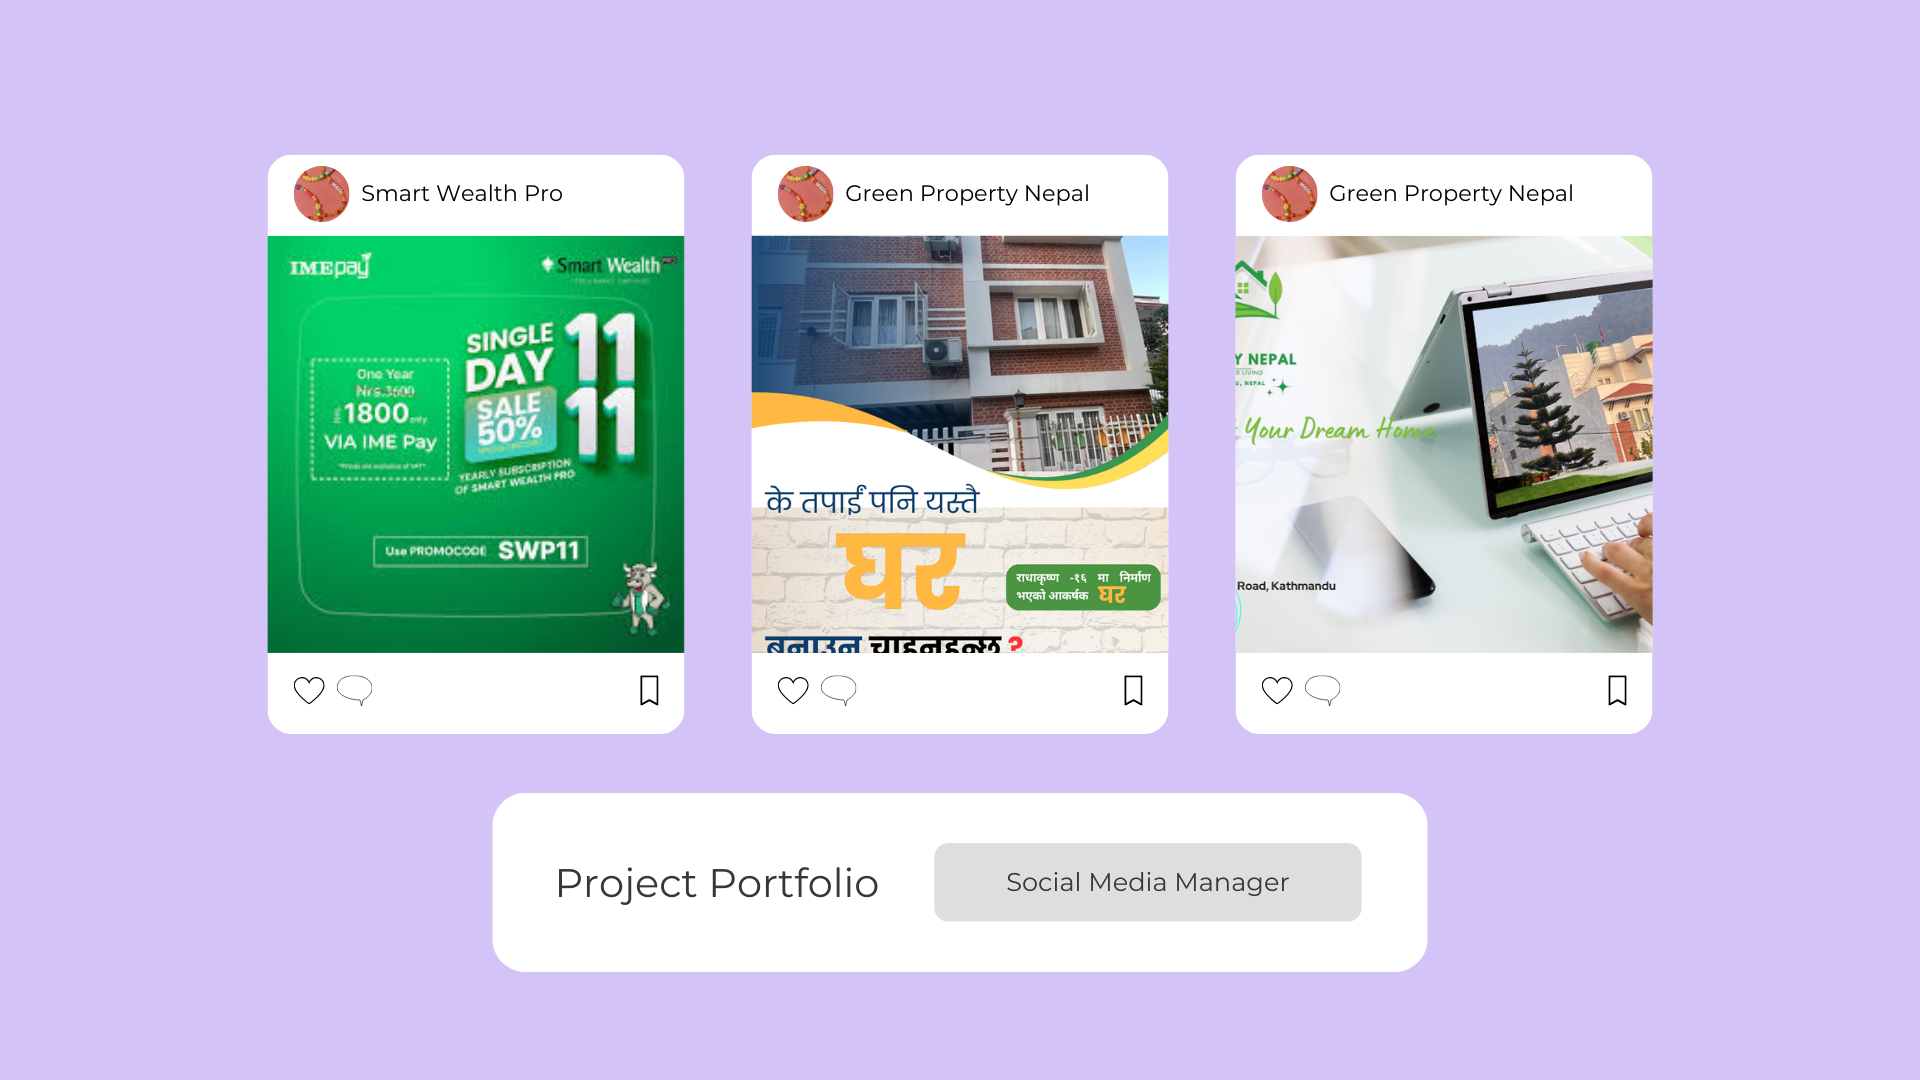 Smart Wealth Pro
IMEpay
Smart Wealth
SINGLE
DAY
11
11
SALE
50%
One Year
Nrs.3600
1800 only
VIA IME Pay
YEARLY SUBSCRIPTION
OF SMART WEALTH PRO
Use PROMOCODE SWP11
Green Property Nepal
के तपाईं पनि यस्तै
घर
राधाकृष्ण -१६ मा निर्माण
भएको आकर्षक घर
बनाउन चाहनुहुन्छ ?
Green Property Nepal
Y NEPAL
R LIVING
U, NEPAL
Your Dream Home.
Road, Kathmandu
Project Portfolio
Social Media Manager